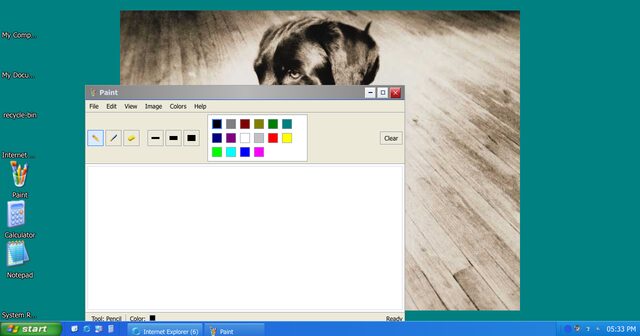 My Comp...
My Docu...
recycle-bin
Internet ...
Paint
Calculator
Notepad
System R...
Paint
File Edit View Image Colors Help
Clear
Tool: Pencil Color: Ready
start
Internet Explorer (6)
Paint
05:33 PM